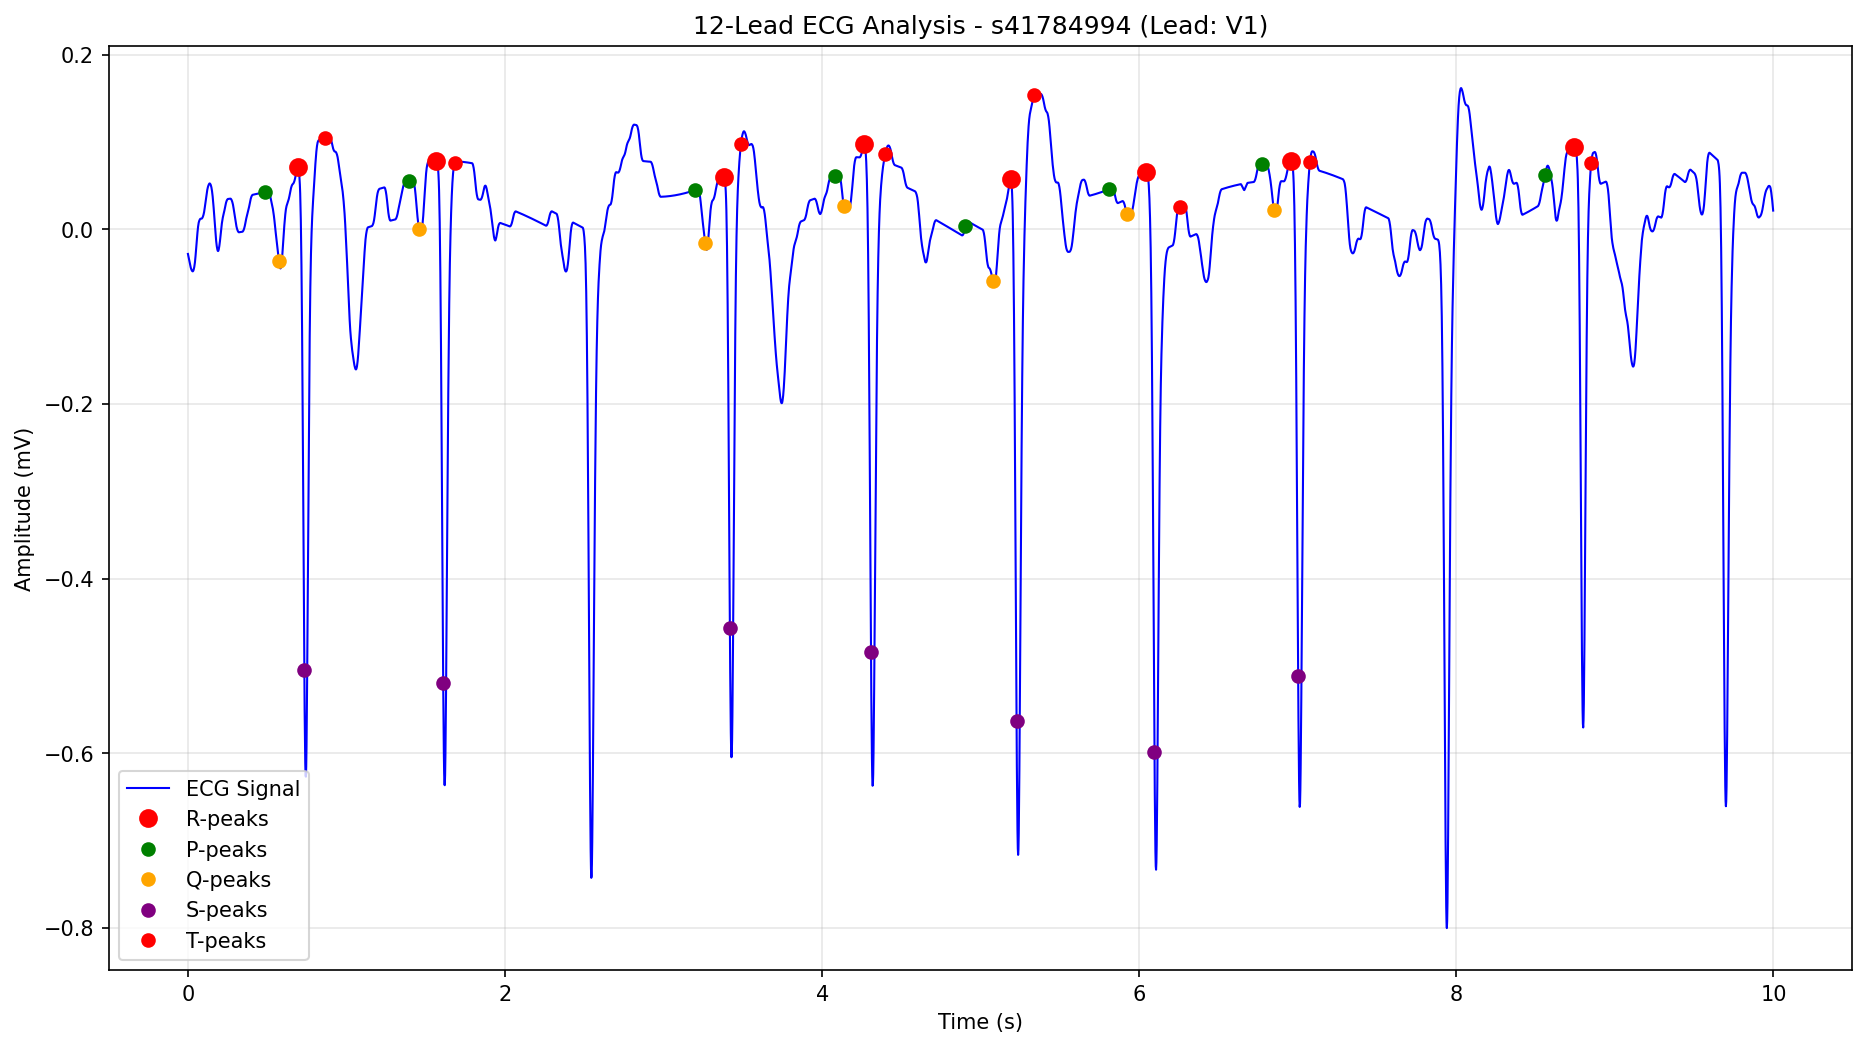 12-Lead ECG Analysis - s41784994 (Lead: V1)
0.2
0.0
−0.2
−0.4
−0.6
−0.8
Amplitude (mV)
ECG Signal
R-peaks
P-peaks
Q-peaks
S-peaks
T-peaks
0 2 4 6 8 10
Time (s)